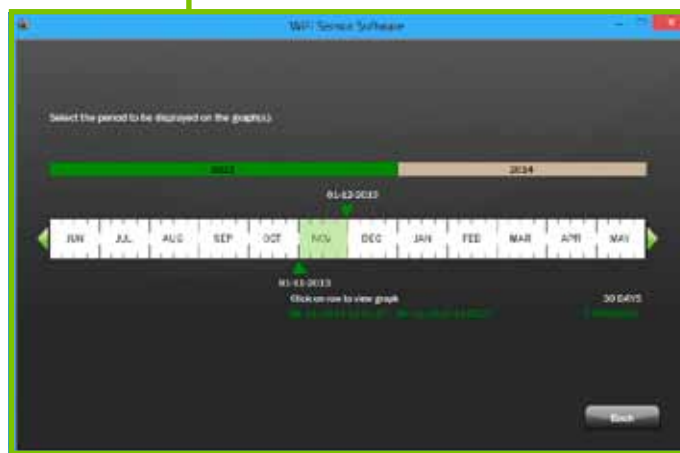 WiFi Sensor Software
Select the period to be displayed on the graph(s).
2013 2014
01-12-2013
JUN JUL AUG SEP OCT NOV DEC JAN FEB MAR APR MAY
01-11-2013
Click on row to view graph 30 DAYS
Back